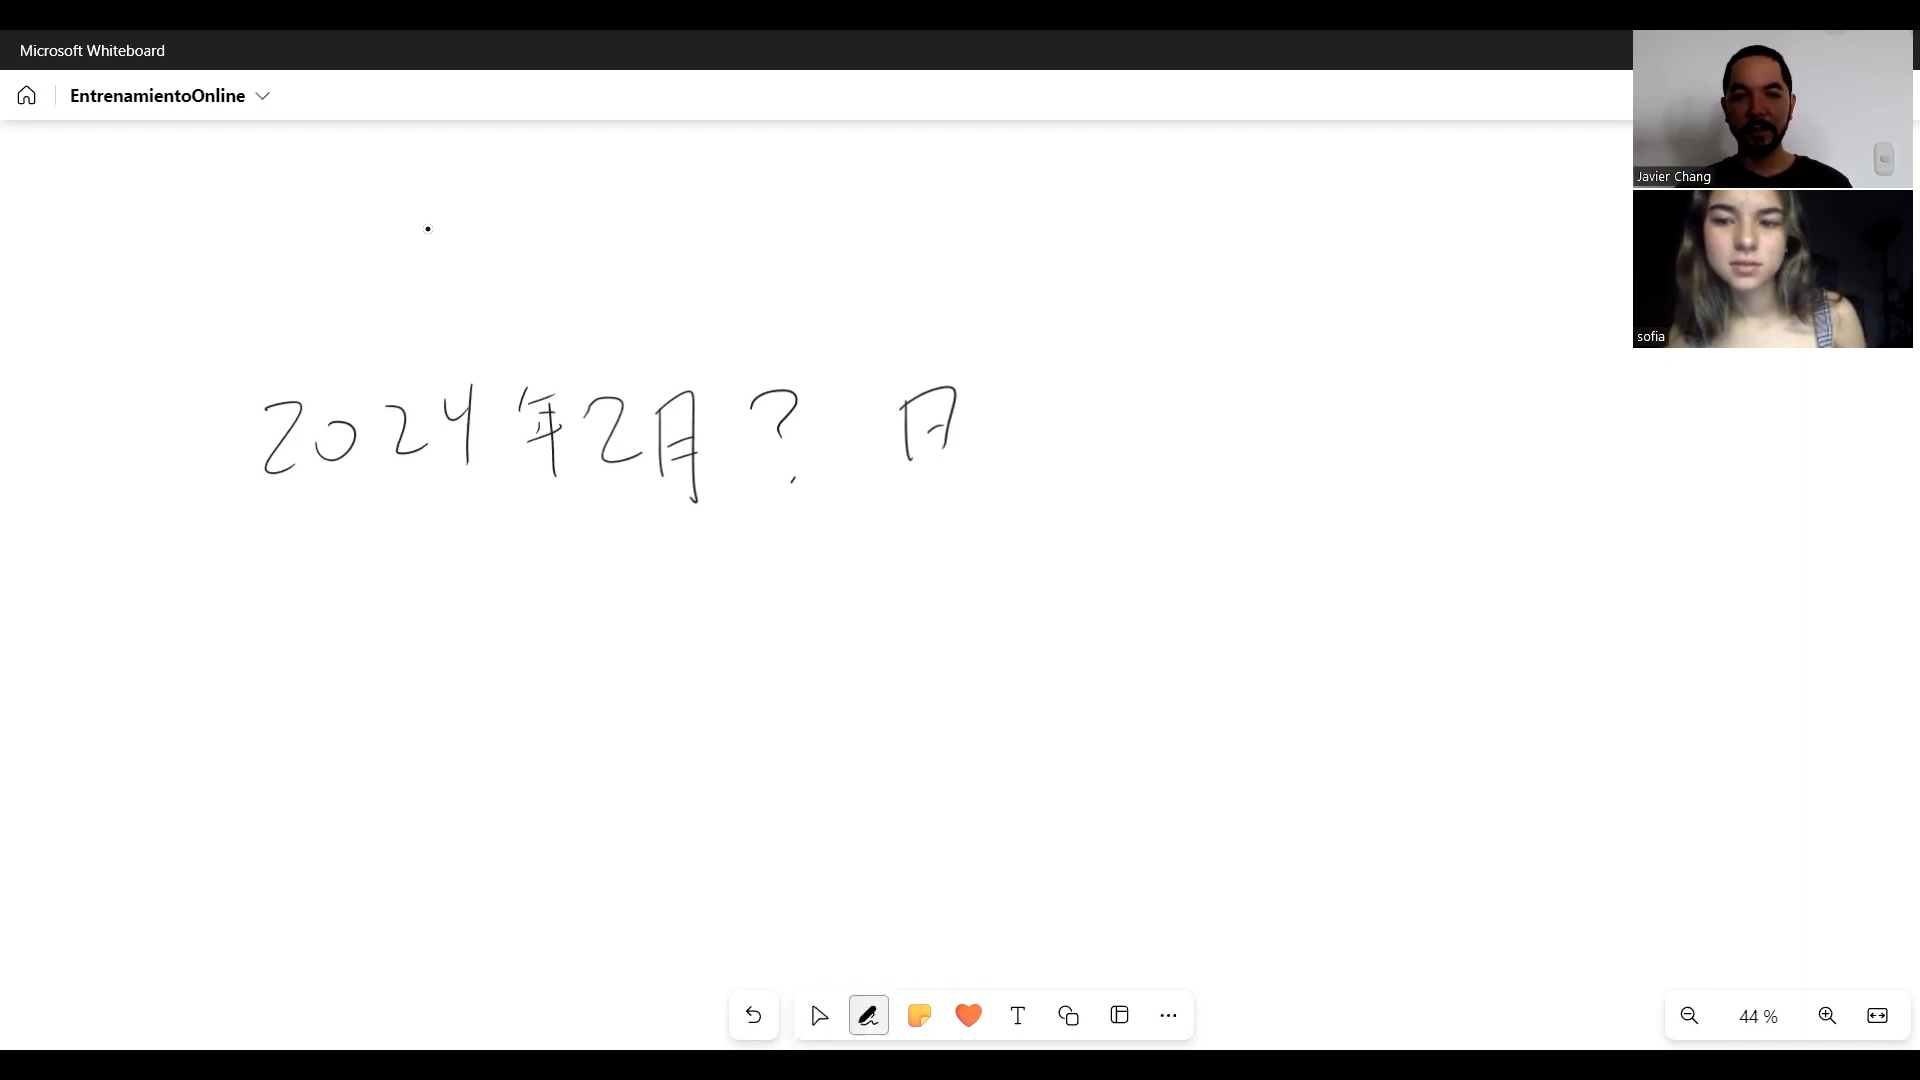 Microsoft Whiteboard
EntrenamientoOnline
Javier Chang
sofia
2024年2月? 日
44 %